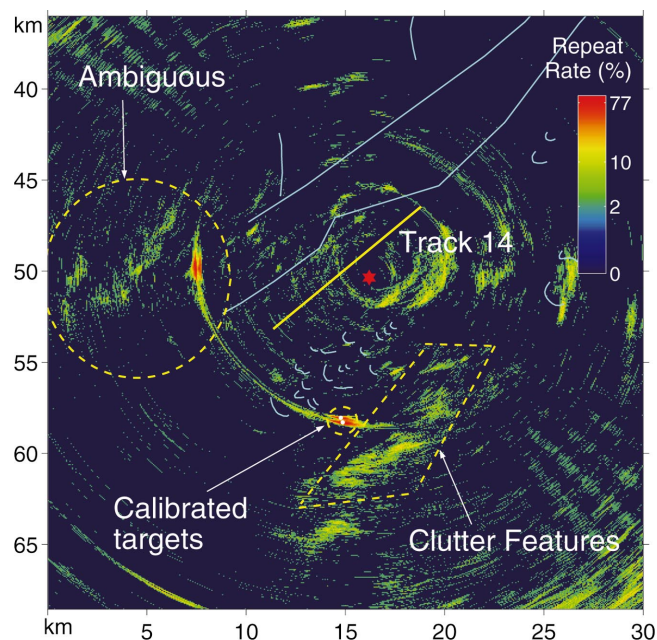 km
Repeat
Rate (%)
Ambiguous
77
40
10
45
2
Track 14
50
0
55
60
Calibrated
targets
Clutter Features
65
km
5
10
15
20
25
30